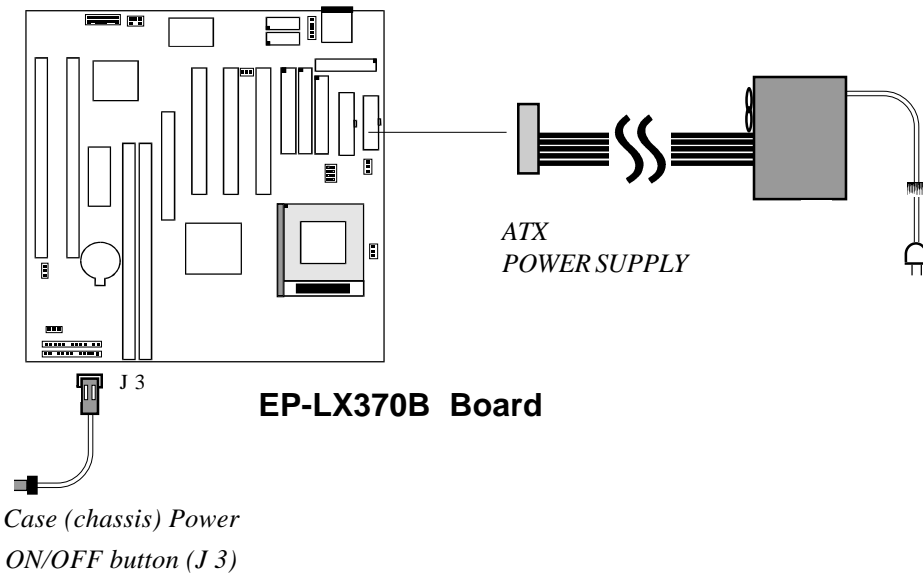 ATX
POWER SUPPLY
J 3
EP-LX370B Board
Case (chassis) Power
ON/OFF button (J 3)